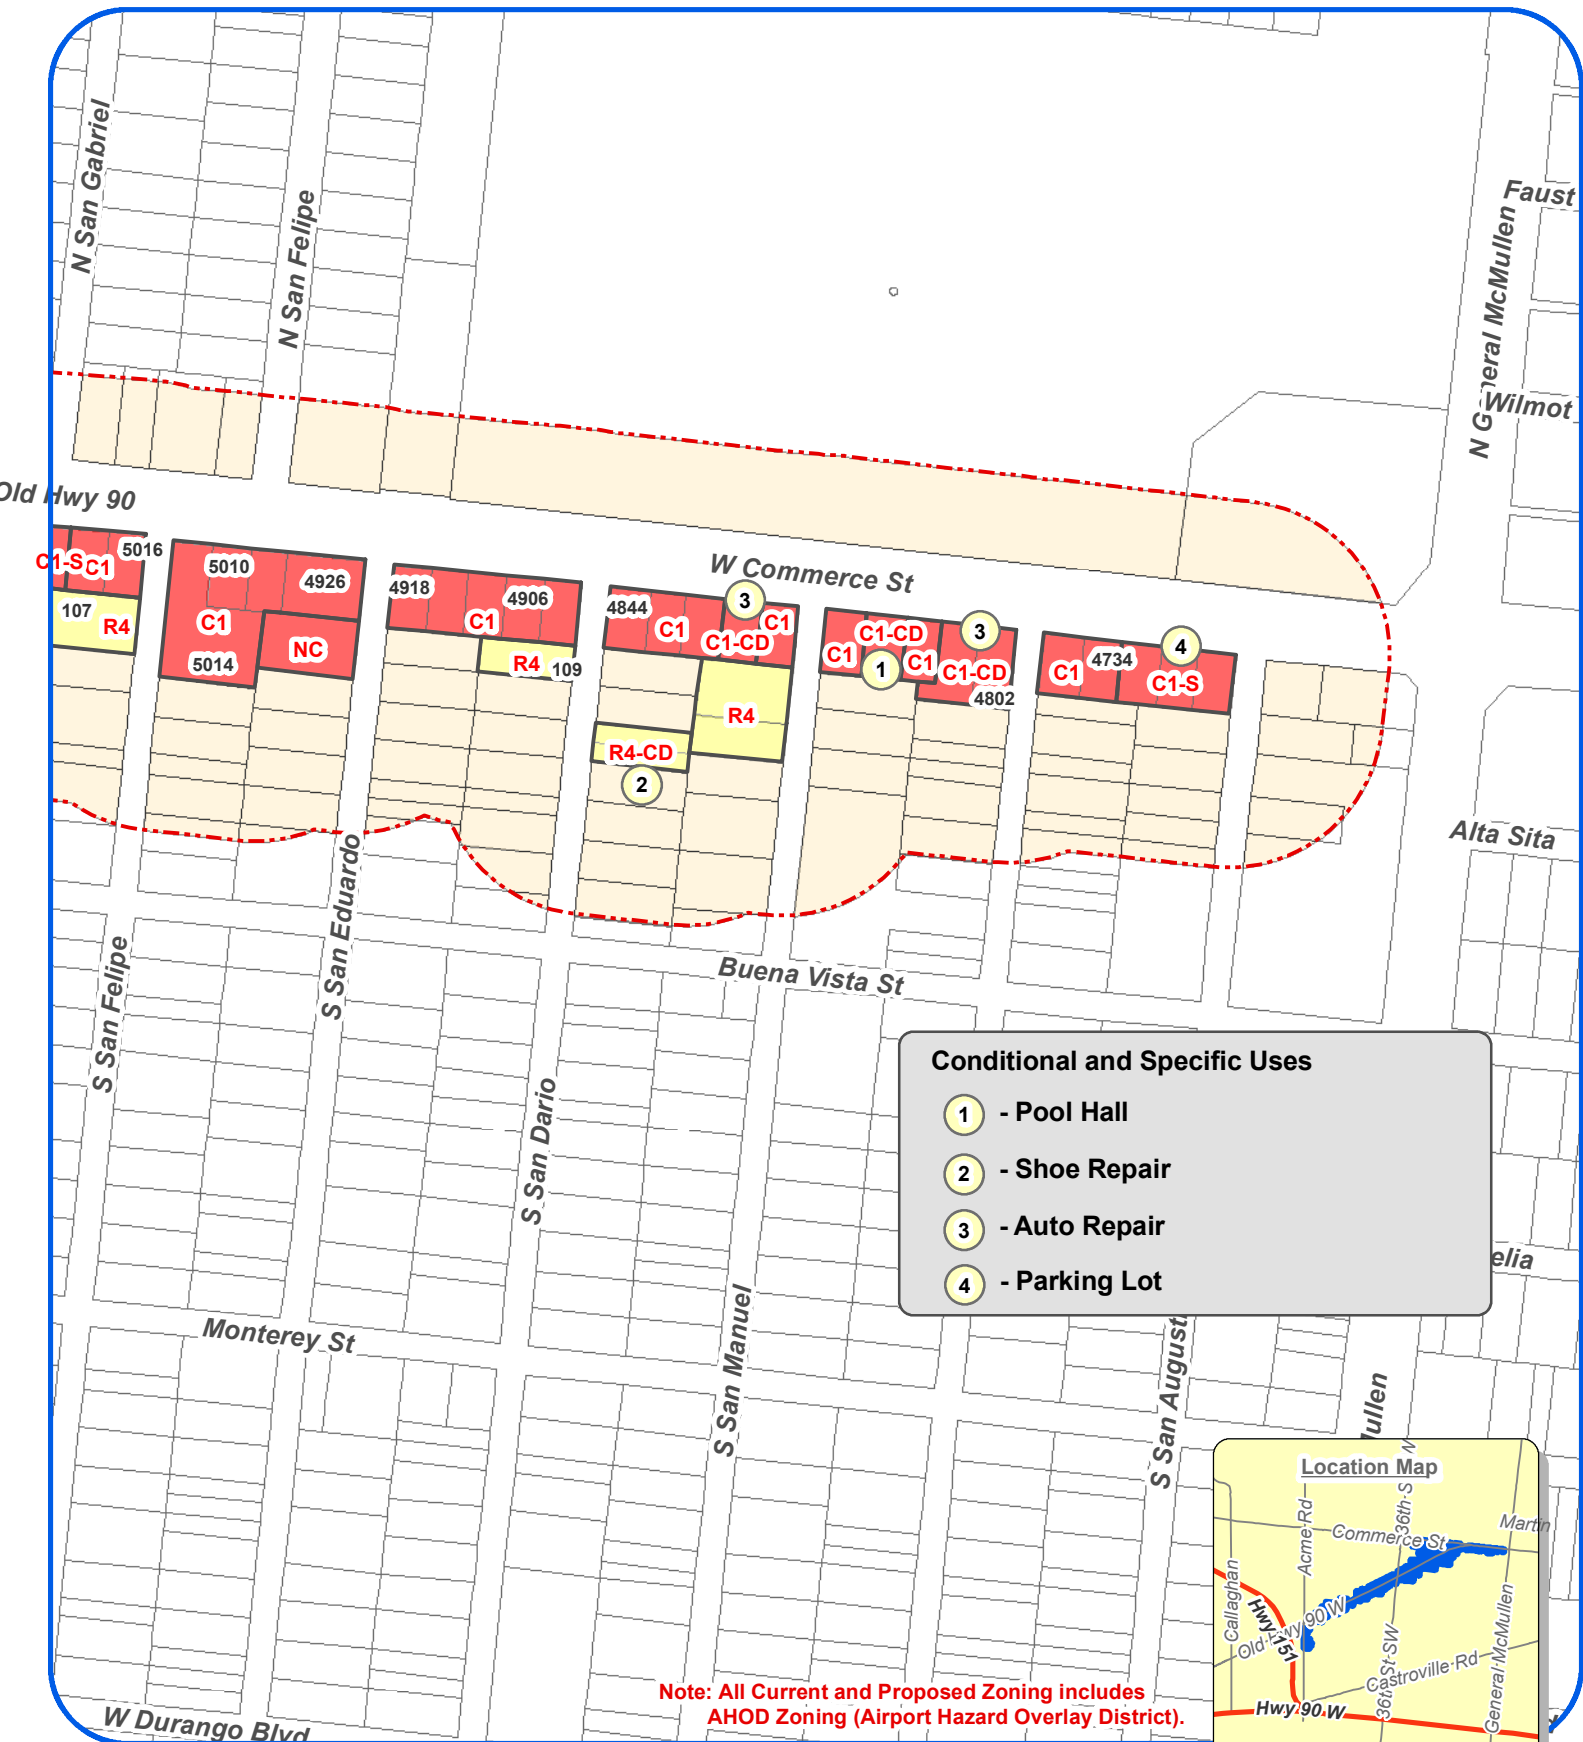 N San Gabriel
N San Felipe
Faust
N General McMullen
Wilmot
Old Hwy 90
W Commerce St
C1-S
C1
5016
107
R4
5010
4926
C1
NC
5014
4918
4906
C1
R4
109
4844
C1
3
C1
C1-CD
R4
R4-CD
2
C1-CD
C1
1
C1
3
C1-CD
4802
C1
4734
4
C1-S
Alta Sita
S San Eduardo
S San Felipe
Buena Vista St
S San Dario
S San Manuel
Monterey St
Conditional and Specific Uses
1 - Pool Hall
2 - Shoe Repair
3 - Auto Repair
4 - Parking Lot
elia
S San August
Mullen
W Durango Blvd
Note: All Current and Proposed Zoning includes
AHOD Zoning (Airport Hazard Overlay District).
Location Map
Callaghan
Acme Rd
36th S
N
Commerce St
Martin
Hwy 151
Old Hwy 90 W
36th St SW
Castroville Rd
General McMullen
Hwy 90 W